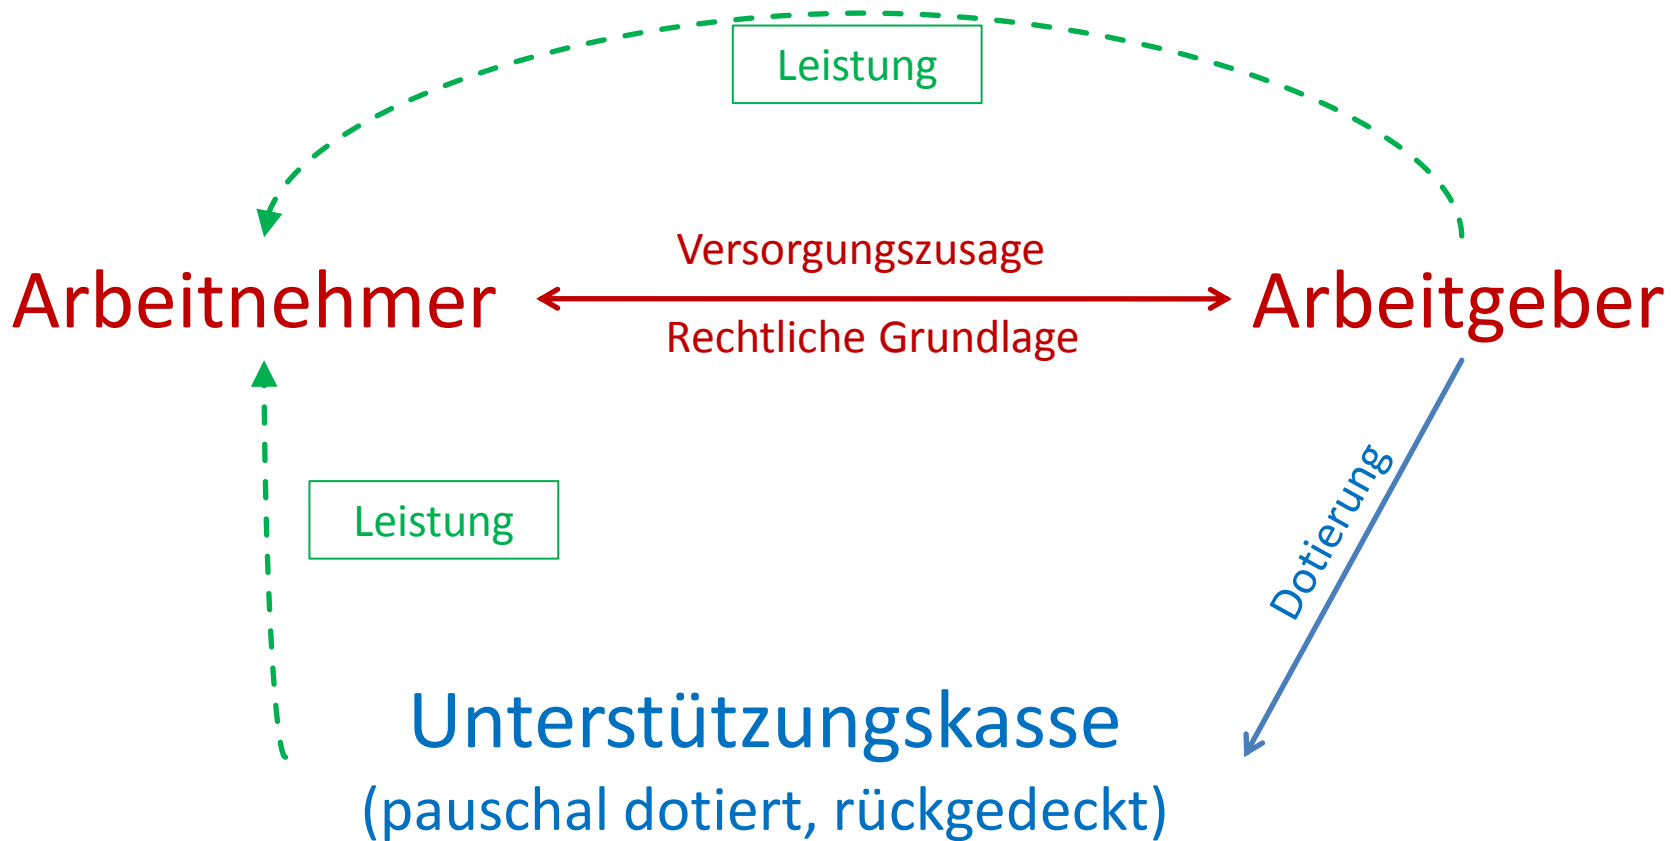 Leistung
Versorgungszusage
Arbeitnehmer
Arbeitgeber
Rechtliche Grundlage
Dotierung
Leistung
Unterstützungskasse
(pauschal dotiert, rückgedeckt)